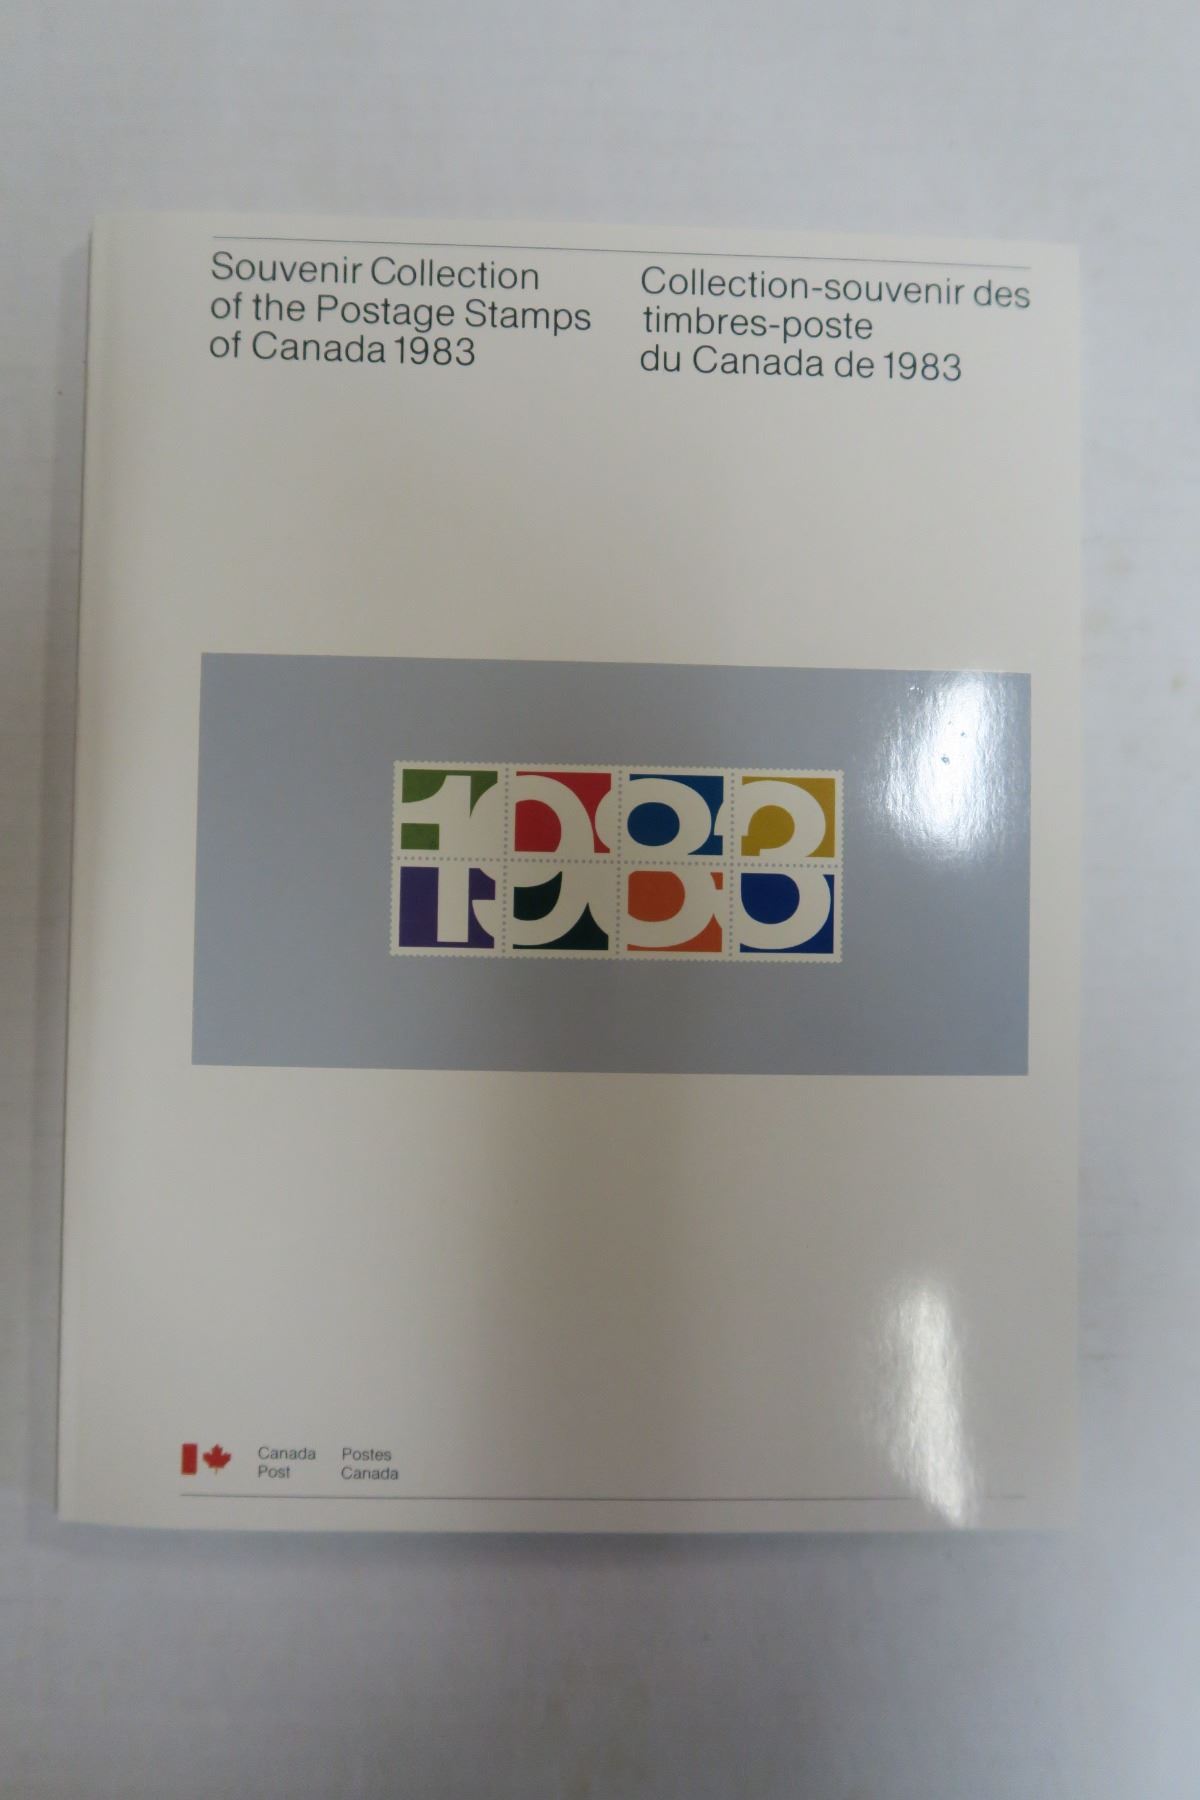 Souvenir Collection
of the Postage Stamps
of Canada 1983
Collection-souvenir des
timbres-poste
du Canada de 1983
1983
Canada
Post
Postes
Canada